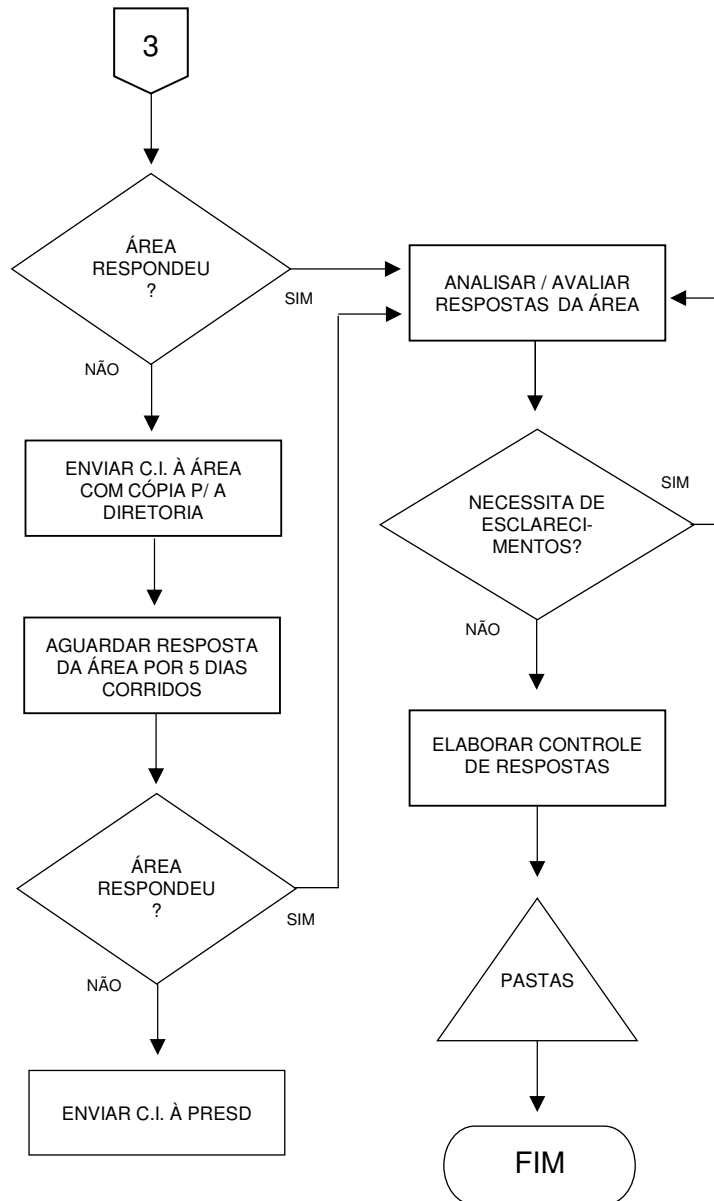 3
ÁREA
RESPONDEU
?
SIM
NÃO
ENVIAR C.I. À ÁREA
COM CÓPIA P/ A
DIRETORIA
AGUARDAR RESPOSTA
DA ÁREA POR 5 DIAS
CORRIDOS
ÁREA
RESPONDEU
?
SIM
NÃO
ENVIAR C.I. À PRESD
ANALISAR / AVALIAR
RESPOSTAS DA ÁREA
NECESSITA DE
ESCLARECI-
MENTOS?
SIM
NÃO
ELABORAR CONTROLE
DE RESPOSTAS
PASTAS
FIM